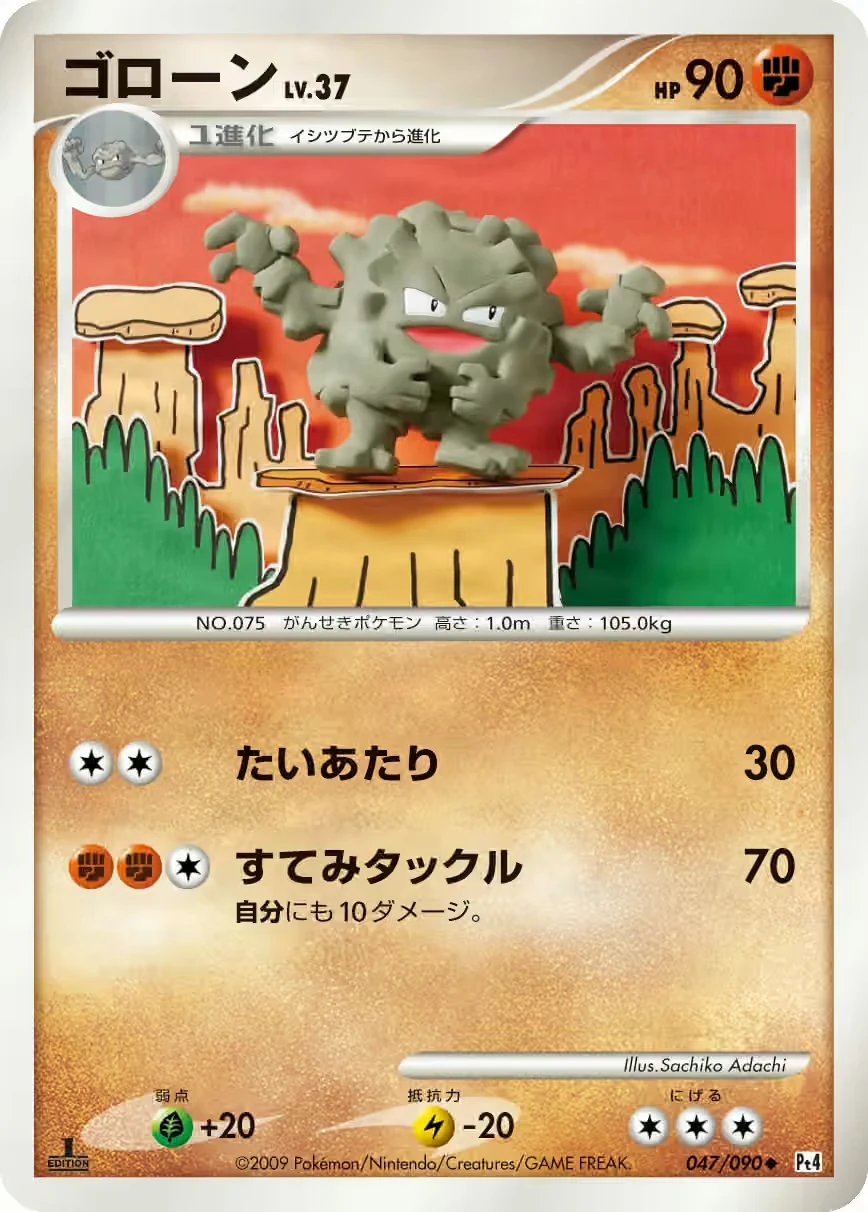 ゴローン LV.37 HP 90
1進化 イシツブテから進化
NO.075 がんせきポケモン 高さ：1.0m 重さ：105.0kg
たいあたり 30
すてみタックル 70
自分にも10ダメージ。
Illus.Sachiko Adachi
弱点 抵抗力 にげる
+20 -20
1 EDITION
©2009 Pokémon/Nintendo/Creatures/GAME FREAK. 047/090 Pt4